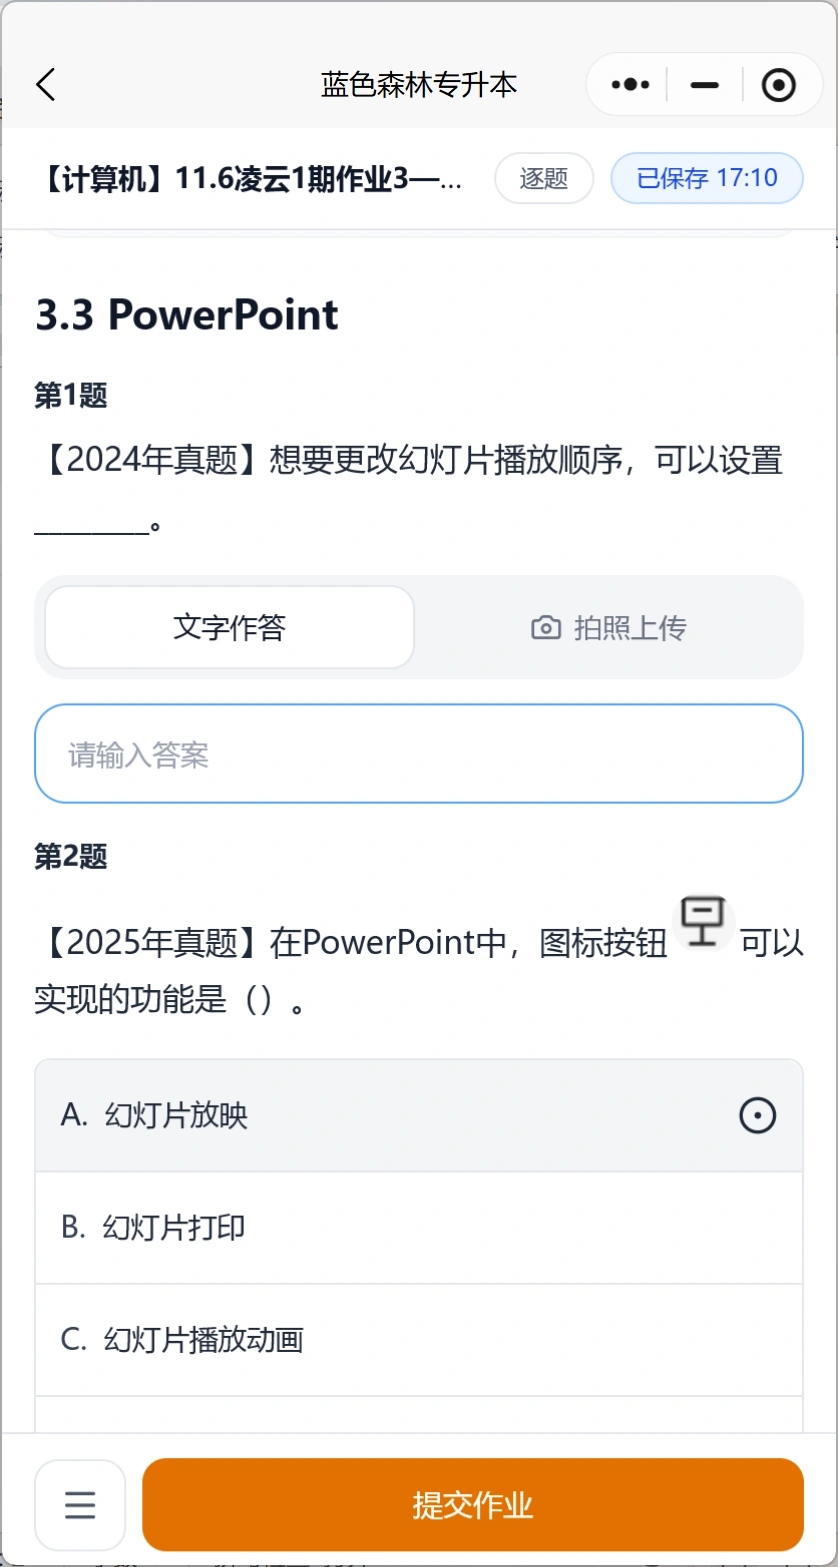 蓝色森林专升本
【计算机】11.6凌云1期作业3—...
逐题
已保存 17:10
3.3 PowerPoint
第1题
【2024年真题】想要更改幻灯片播放顺序，可以设置
________。
文字作答
拍照上传
请输入答案
第2题
【2025年真题】在PowerPoint中，图标按钮 可以
实现的功能是（）。
A. 幻灯片放映
B. 幻灯片打印
C. 幻灯片播放动画
提交作业